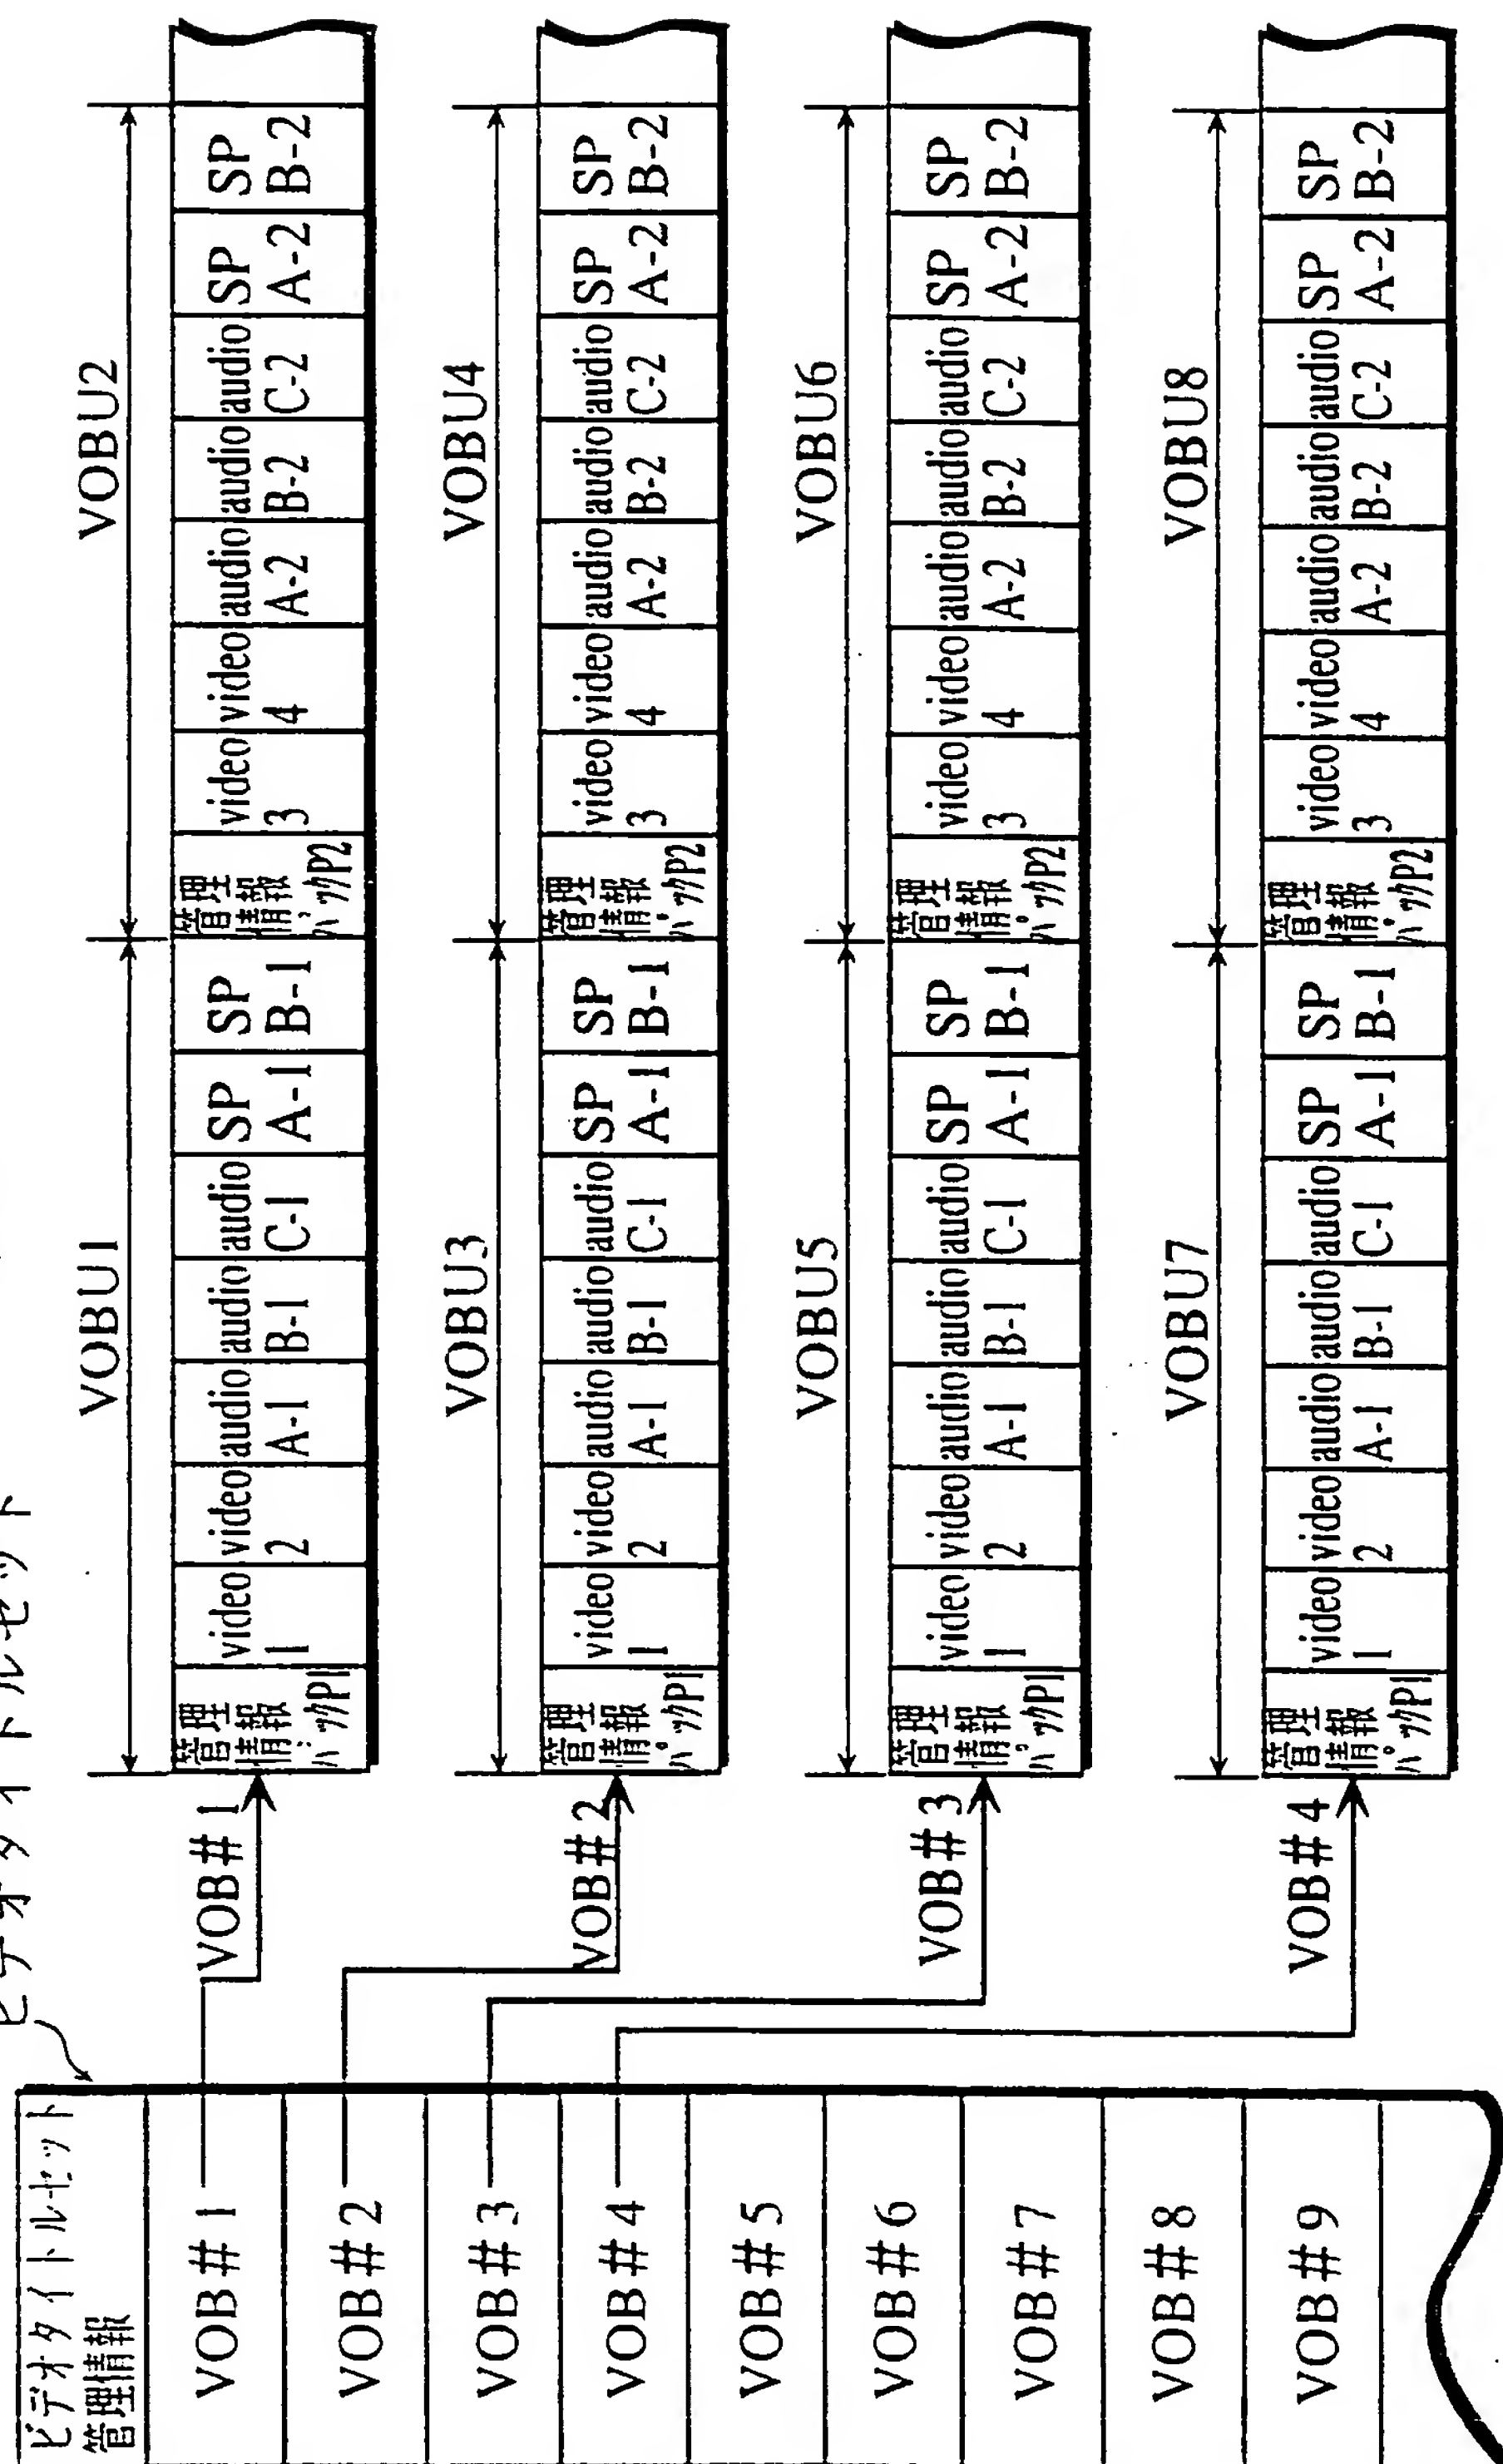 ビデオタイトルセット
ビデオタイトルセット
管理情報
VOB#1
VOB#2
VOB#3
VOB#4
VOB#5
VOB#6
VOB#7
VOB#8
VOB#9
VOB#1
VOBU1
VOBU2
管理
情報
パックP1
video
1
video
2
audio
A-1
audio
B-1
audio
C-1
SP
A-1
SP
B-1
管理
情報
パックP2
video
3
video
4
audio
A-2
audio
B-2
audio
C-2
SP
A-2
SP
B-2
VOB#2
VOBU3
VOBU4
管理
情報
パックP1
video
1
video
2
audio
A-1
audio
B-1
audio
C-1
SP
A-1
SP
B-1
管理
情報
パックP2
video
3
video
4
audio
A-2
audio
B-2
audio
C-2
SP
A-2
SP
B-2
VOB#3
VOBU5
VOBU6
管理
情報
パックP1
video
1
video
2
audio
A-1
audio
B-1
audio
C-1
SP
A-1
SP
B-1
管理
情報
パックP2
video
3
video
4
audio
A-2
audio
B-2
audio
C-2
SP
A-2
SP
B-2
VOB#4
VOBU7
VOBU8
管理
情報
パックP1
video
1
video
2
audio
A-1
audio
B-1
audio
C-1
SP
A-1
SP
B-1
管理
情報
パックP2
video
3
video
4
audio
A-2
audio
B-2
audio
C-2
SP
A-2
SP
B-2